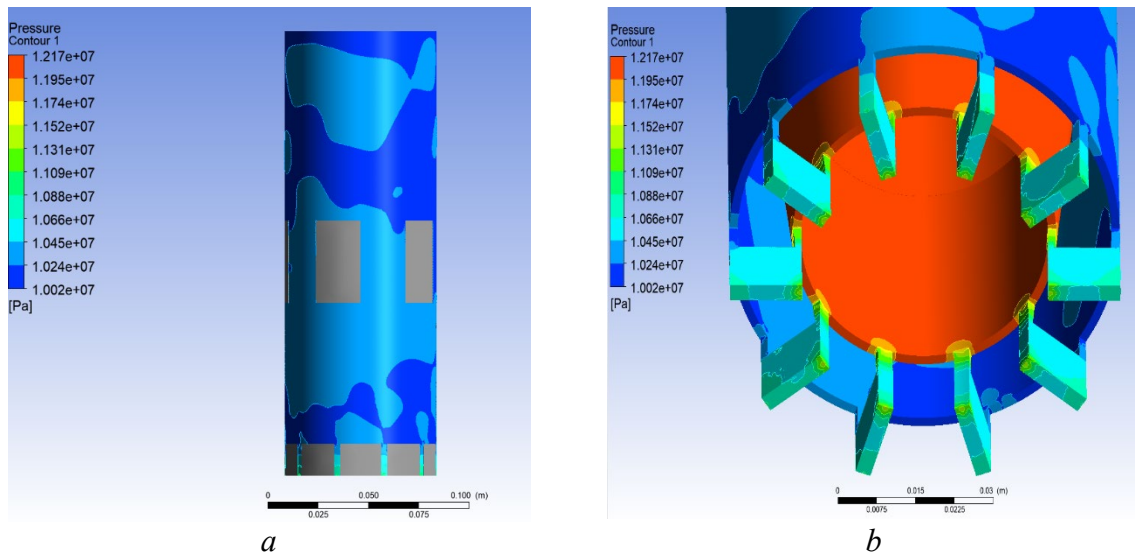 Pressure
Contour 1
1.217e+07
1.195e+07
1.174e+07
1.152e+07
1.131e+07
1.109e+07
1.088e+07
1.066e+07
1.045e+07
1.024e+07
1.002e+07
[Pa]
0 0.050 0.100 (m)
0.025 0.075
a
Pressure
Contour 1
1.217e+07
1.195e+07
1.174e+07
1.152e+07
1.131e+07
1.109e+07
1.088e+07
1.066e+07
1.045e+07
1.024e+07
1.002e+07
[Pa]
0 0.015 0.03 (m)
0.0075 0.0225
b